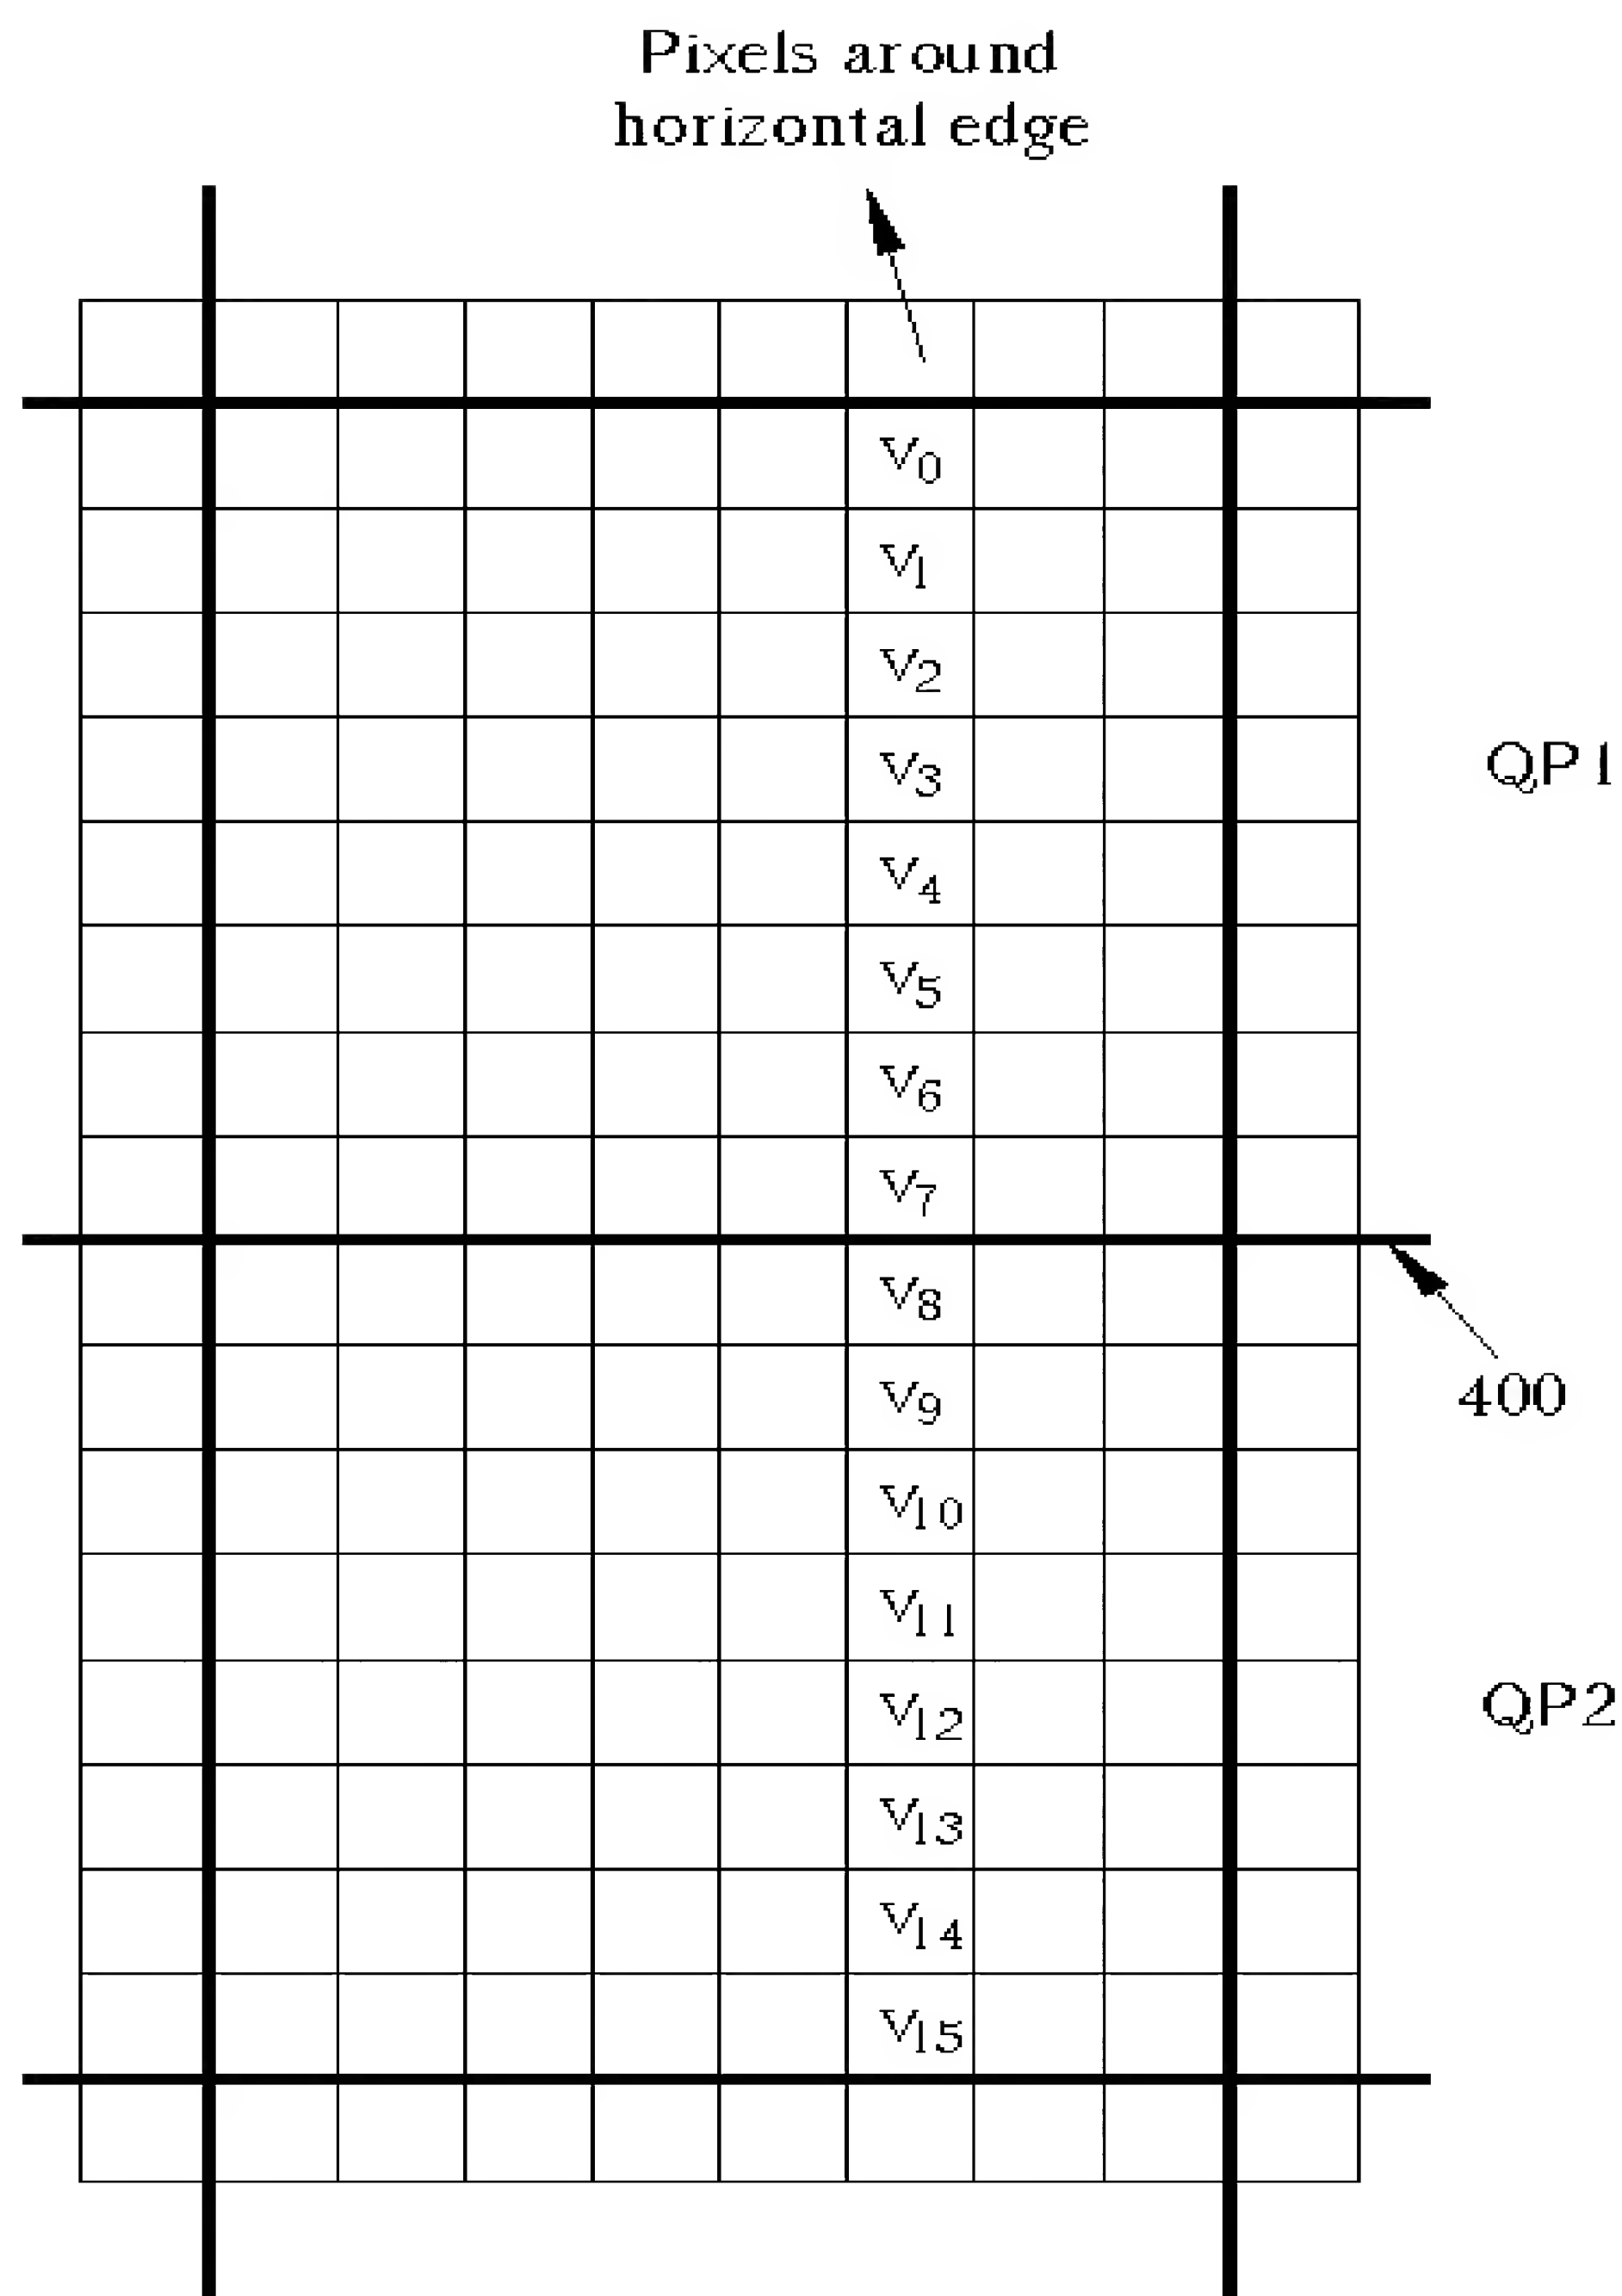 Pixels around
horizontal edge
V0
V1
V2
V3
QP1
V4
V5
V6
V7
V8
V9
400
V10
V11
V12
QP2
V13
V14
V15